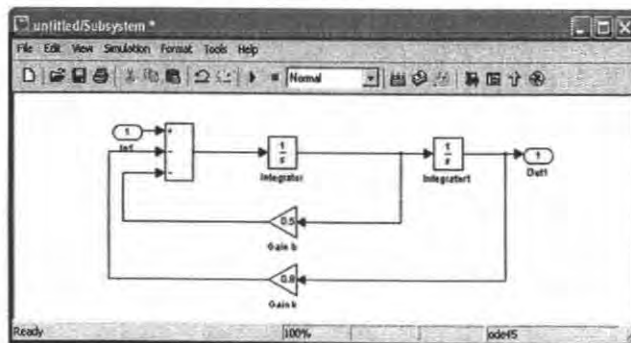 untitled/Subsystem *
File Edit View Simulation Format Tools Help
Normal
1
In1
+
-
-
1
s
Integrator
1
s
Integrator1
1
Out1
0.5
Gain b
0.8
Gain k
Ready 100% ode45